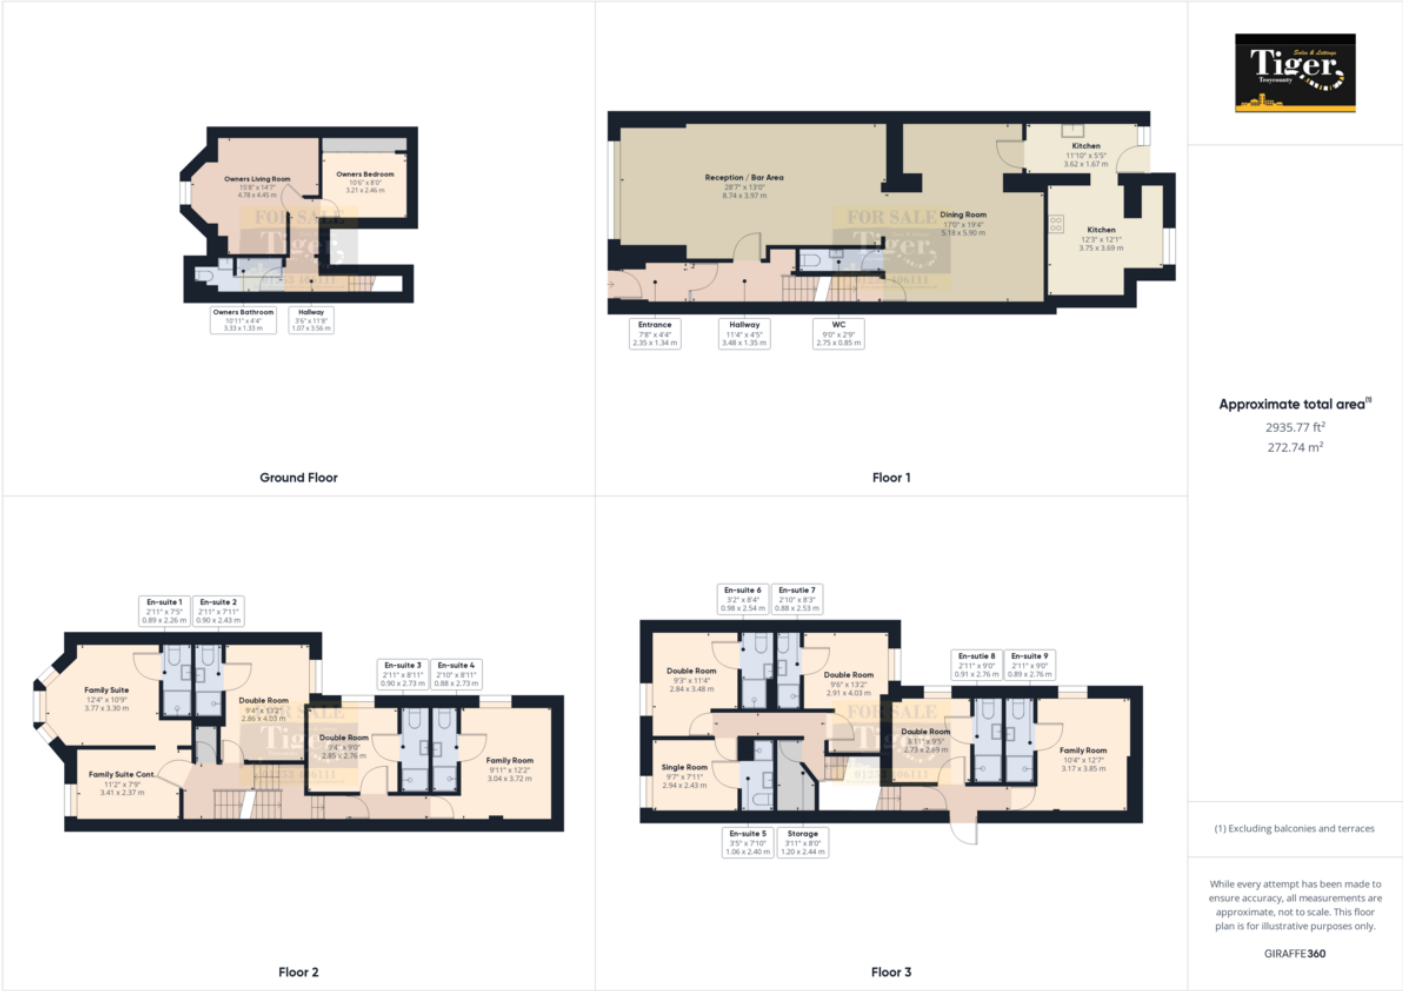 Owners Living Room
15'8" x 14'7"
4.78 x 4.45 m
Owners Bedroom
10'6" x 8'0"
3.21 x 2.46 m
FOR SALE
Tiger
Owners Bathroom
10'11" x 4'4"
3.33 x 1.33 m
Hallway
3'6" x 11'8"
1.07 x 3.56 m
Ground Floor
Reception / Bar Area
28'7" x 13'0"
8.74 x 3.97 m
Kitchen
11'10" x 5'5"
3.62 x 1.67 m
Dining Room
17'0" x 19'4"
5.18 x 5.90 m
Kitchen
12'3" x 12'1"
3.75 x 3.69 m
FOR SALE
Tiger
Entrance
7'8" x 4'4"
2.35 x 1.34 m
Hallway
11'4" x 4'5"
3.48 x 1.35 m
WC
9'0" x 2'9"
2.75 x 0.85 m
Floor 1
En-suite 1
2'11" x 7'5"
0.89 x 2.26 m
En-suite 2
2'11" x 7'11"
0.90 x 2.43 m
En-suite 3
2'11" x 8'11"
0.90 x 2.73 m
En-suite 4
2'10" x 8'11"
0.88 x 2.73 m
Family Suite
12'4" x 10'9"
3.77 x 3.30 m
Double Room
9'4" x 13'2"
2.86 x 4.03 m
Double Room
9'4" x 9'0"
2.85 x 2.76 m
Family Suite Cont.
11'2" x 7'9"
3.41 x 2.37 m
Family Room
9'11" x 12'2"
3.04 x 3.72 m
FOR SALE
Tiger
Floor 2
En-suite 6
3'2" x 8'4"
0.98 x 2.54 m
En-sutie 7
2'10" x 8'3"
0.88 x 2.53 m
En-sutie 8
2'11" x 9'0"
0.91 x 2.76 m
En-suite 9
2'11" x 9'0"
0.89 x 2.76 m
Double Room
9'3" x 11'4"
2.84 x 3.48 m
Double Room
9'6" x 13'2"
2.91 x 4.03 m
Double Room
2.73 x 2.89 m
Family Room
10'4" x 12'7"
3.17 x 3.85 m
Single Room
9'7" x 7'11"
2.94 x 2.43 m
FOR SALE
Tiger
En-suite 5
3'5" x 7'10"
1.06 x 2.40 m
Storage
3'11" x 8'0"
1.20 x 2.44 m
Floor 3
Sales & Lettings
Tiger
Approximate total area(1)
2935.77 ft²
272.74 m²
(1) Excluding balconies and terraces
While every attempt has been made to
ensure accuracy, all measurements are
approximate, not to scale. This floor
plan is for illustrative purposes only.
GIRAFFE360